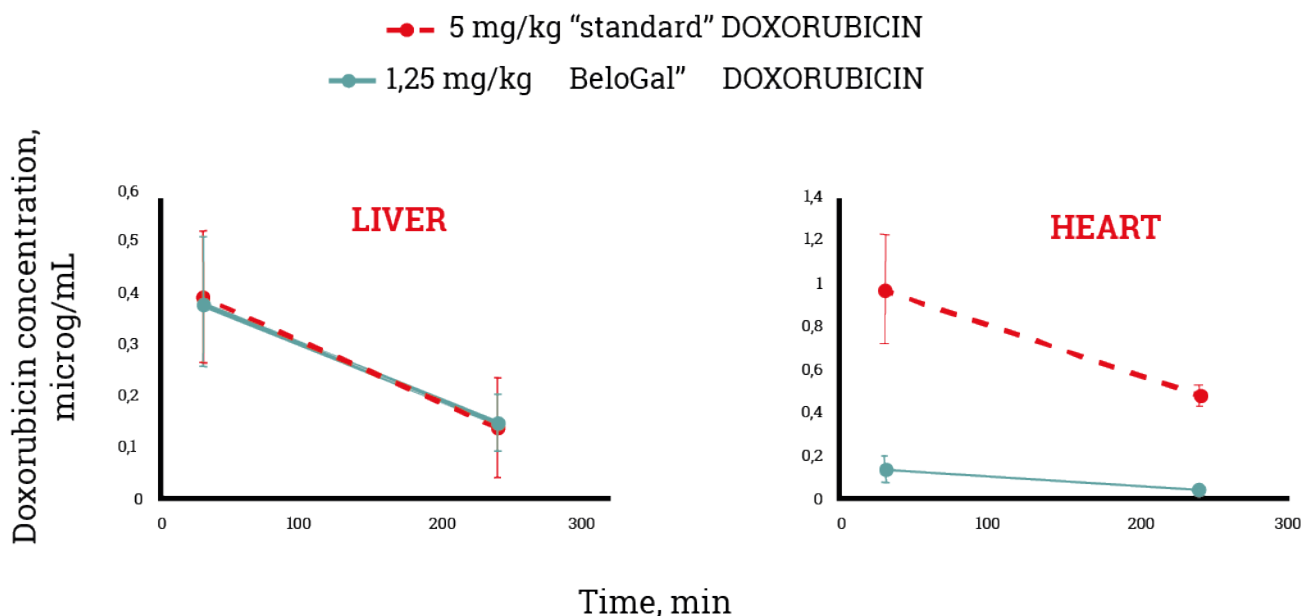 5 mg/kg “standard” DOXORUBICIN
1,25 mg/kg BeloGal” DOXORUBICIN
Doxorubicin concentration,
microg/mL
LIVER
0,6
0,5
0,4
0,3
0,2
0,1
0
0 100 200 300
HEART
1,4
1,2
1
0,8
0,6
0,4
0,2
0
0 100 200 300
Time, min